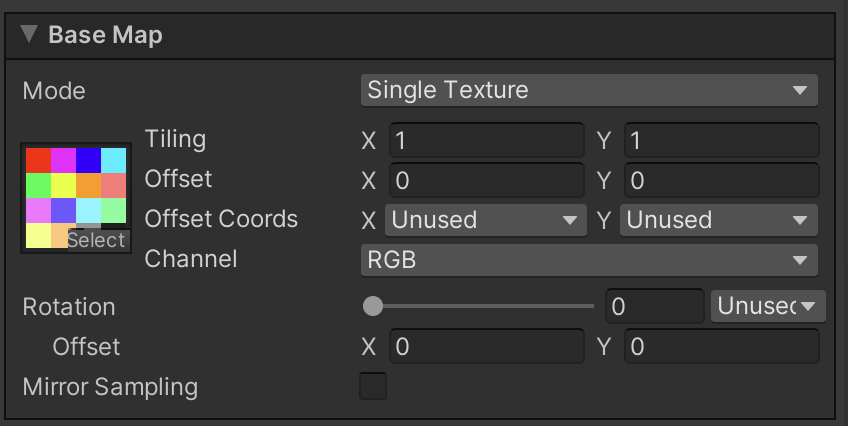 Base Map
Mode Single Texture
Tiling X 1 Y 1
Offset X 0 Y 0
Offset Coords X Unused Y Unused
Select
Channel RGB
Rotation 0 Unused
Offset X 0 Y 0
Mirror Sampling